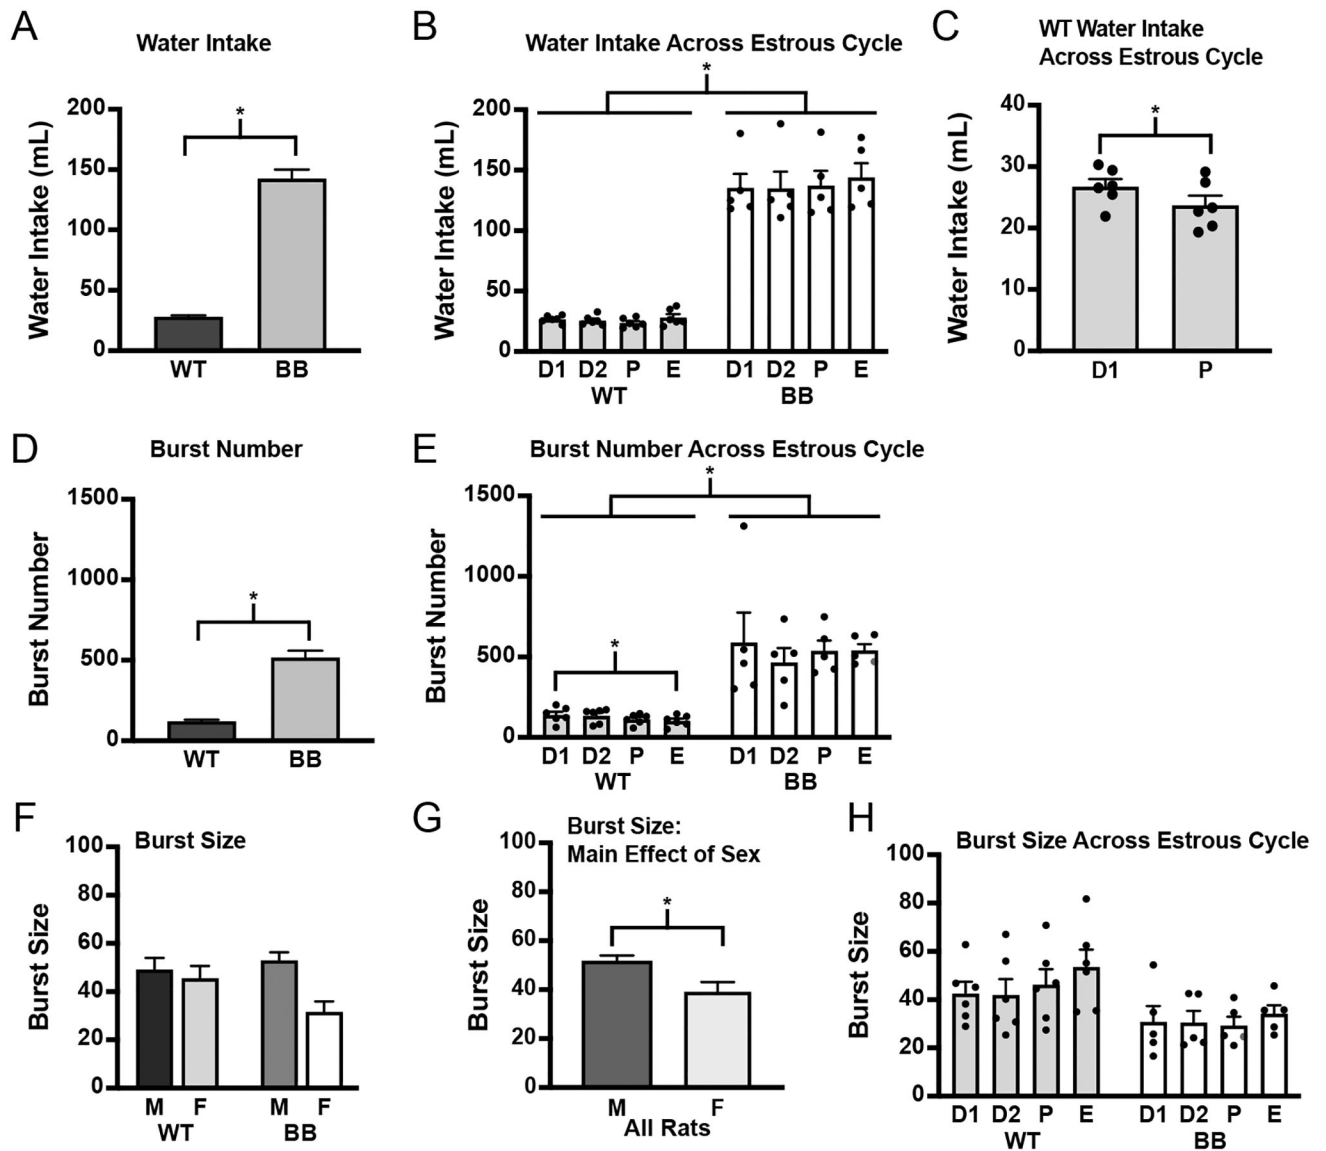 A
Water Intake
*
Water Intake (mL)
200
150
100
50
0
WT BB
B
Water Intake Across Estrous Cycle
*
Water Intake (mL)
200
150
100
50
0
D1 D2 P E D1 D2 P E
WT BB
C
WT Water Intake
Across Estrous Cycle
*
Water Intake (mL)
40
30
20
10
0
D1 P
D
Burst Number
*
Burst Number
1500
1000
500
0
WT BB
E
Burst Number Across Estrous Cycle
*
*
Burst Number
1500
1000
500
0
D1 D2 P E D1 D2 P E
WT BB
F
Burst Size
Burst Size
100
80
60
40
20
0
M F M F
WT BB
G
Burst Size:
Main Effect of Sex
*
Burst Size
100
80
60
40
20
0
M F
All Rats
H
Burst Size Across Estrous Cycle
Burst Size
100
80
60
40
20
0
D1 D2 P E D1 D2 P E
WT BB